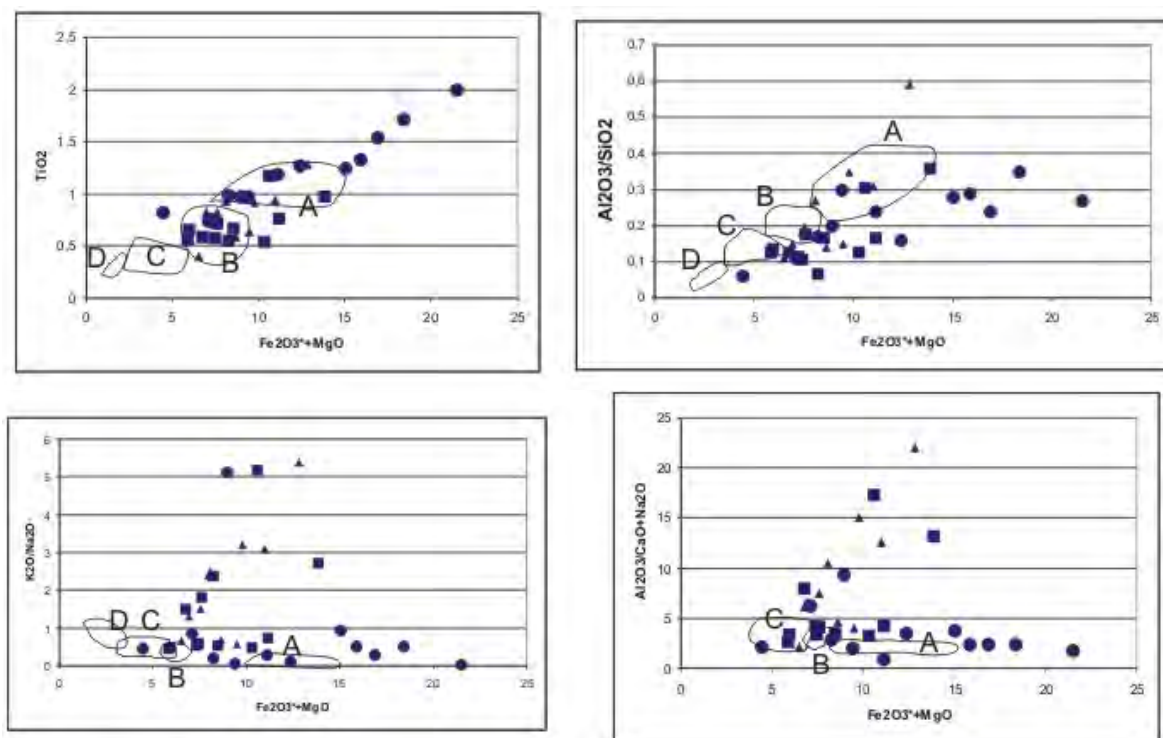 2.5
2
1.5
1
0.5
0
TiO2
A
B
C
D
0 5 10 15 20 25
Fe2O3*+MgO
0,7
0,6
0,5
0,4
0,3
0,2
0,1
0
Al2O3/SiO2
A
B
C
D
0 5 10 15 20 25
Fe2O3*+MgO
6
5
4
3
2
1
0
K2O/Na2O
D C
A
B
0 5 10 15 20 25
Fe2O3*+MgO
25
20
15
10
5
0
Al2O3/CaO+Na2O
C
B
A
0 5 10 15 20 25
Fe2O3*+MgO